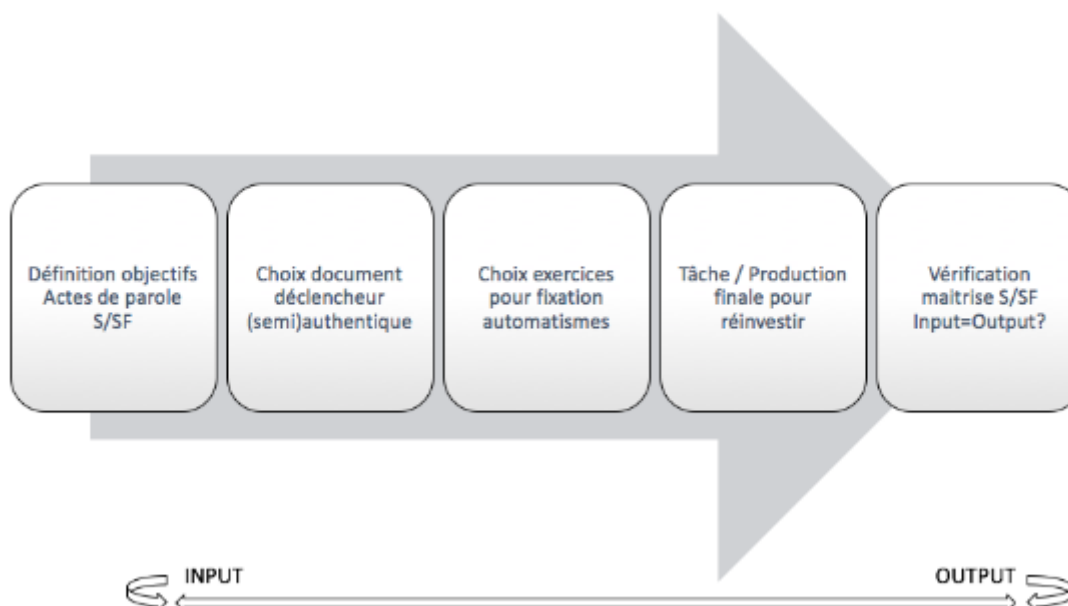 Définition objectifs
Actes de parole
S/SF
Choix document
déclencheur
(semi)authentique
Choix exercices
pour fixation
automatismes
Tâche / Production
finale pour
réinvestir
Vérification
maitrise S/SF
Input=Output?
INPUT
OUTPUT